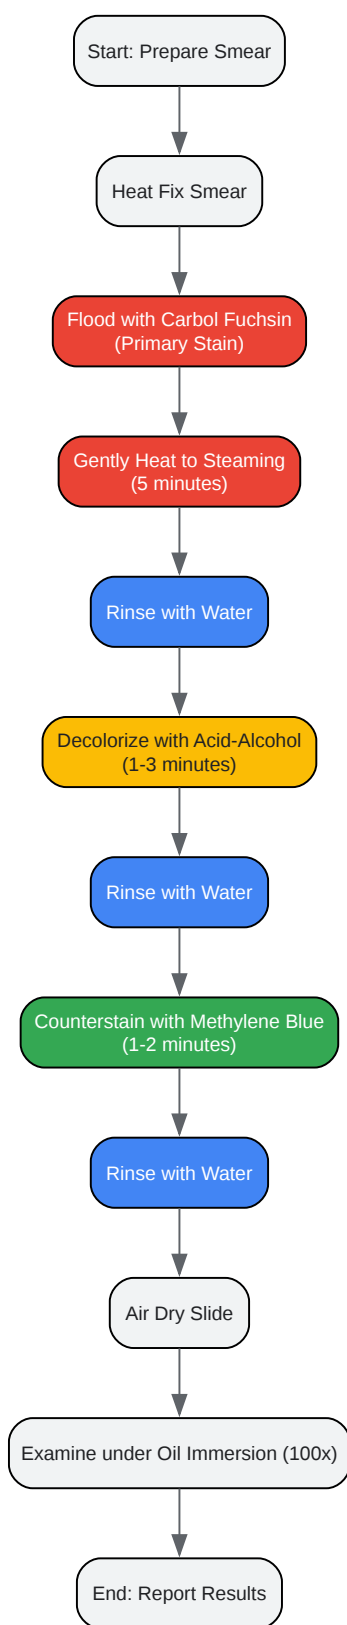 Start: Prepare Smear
Heat Fix Smear
Flood with Carbol Fuchsin
(Primary Stain)
Gently Heat to Steaming
(5 minutes)
Rinse with Water
Decolorize with Acid-Alcohol
(1-3 minutes)
Rinse with Water
Counterstain with Methylene Blue
(1-2 minutes)
Rinse with Water
Air Dry Slide
Examine under Oil Immersion (100x)
End: Report Results